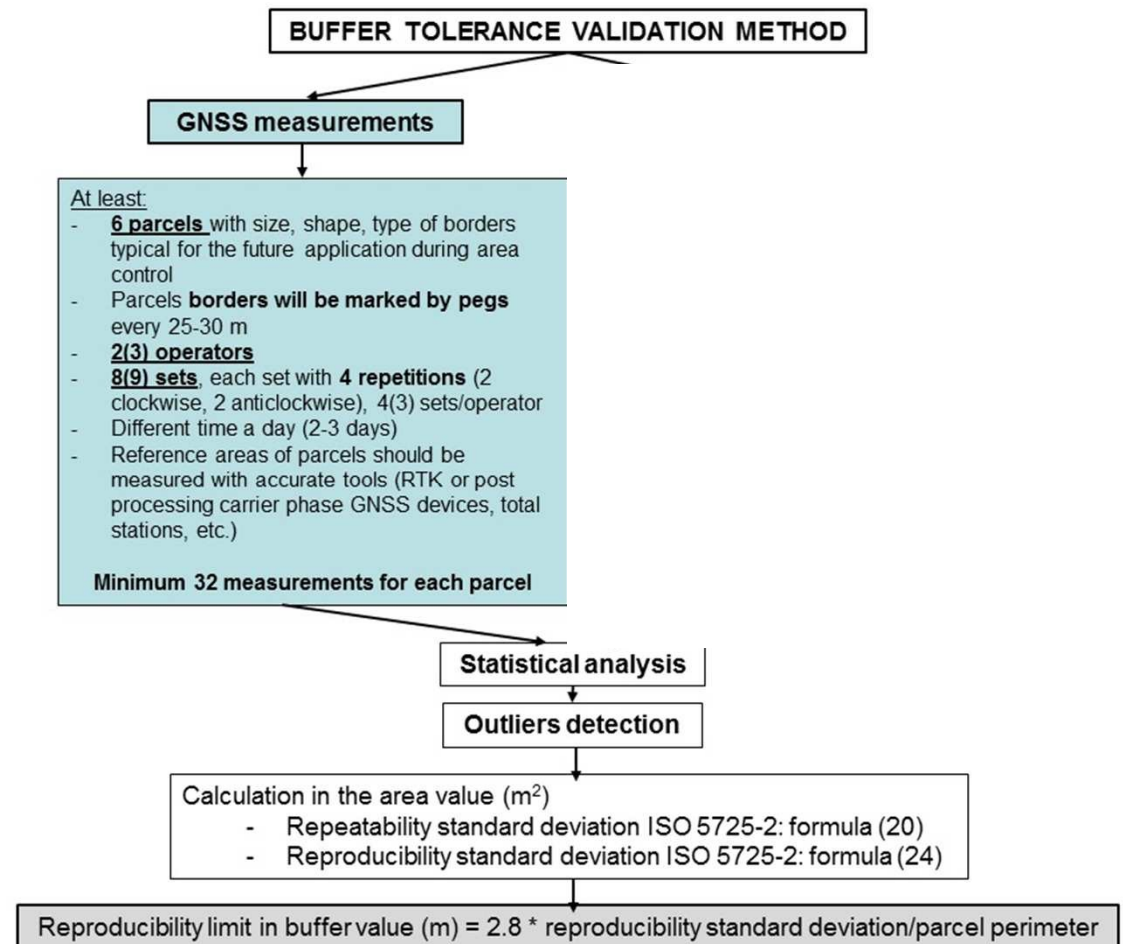 BUFFER TOLERANCE VALIDATION METHOD
GNSS measurements
At least:
- 6 parcels with size, shape, type of borders
typical for the future application during area
control
- Parcels borders will be marked by pegs
every 25-30 m
- 2(3) operators
- 8(9) sets, each set with 4 repetitions (2
clockwise, 2 anticlockwise), 4(3) sets/operator
- Different time a day (2-3 days)
- Reference areas of parcels should be
measured with accurate tools (RTK or post
processing carrier phase GNSS devices, total
stations, etc.)
Minimum 32 measurements for each parcel
Statistical analysis
Outliers detection
Calculation in the area value (m²)
- Repeatability standard deviation ISO 5725-2: formula (20)
- Reproducibility standard deviation ISO 5725-2: formula (24)
Reproducibility limit in buffer value (m) = 2.8 * reproducibility standard deviation/parcel perimeter